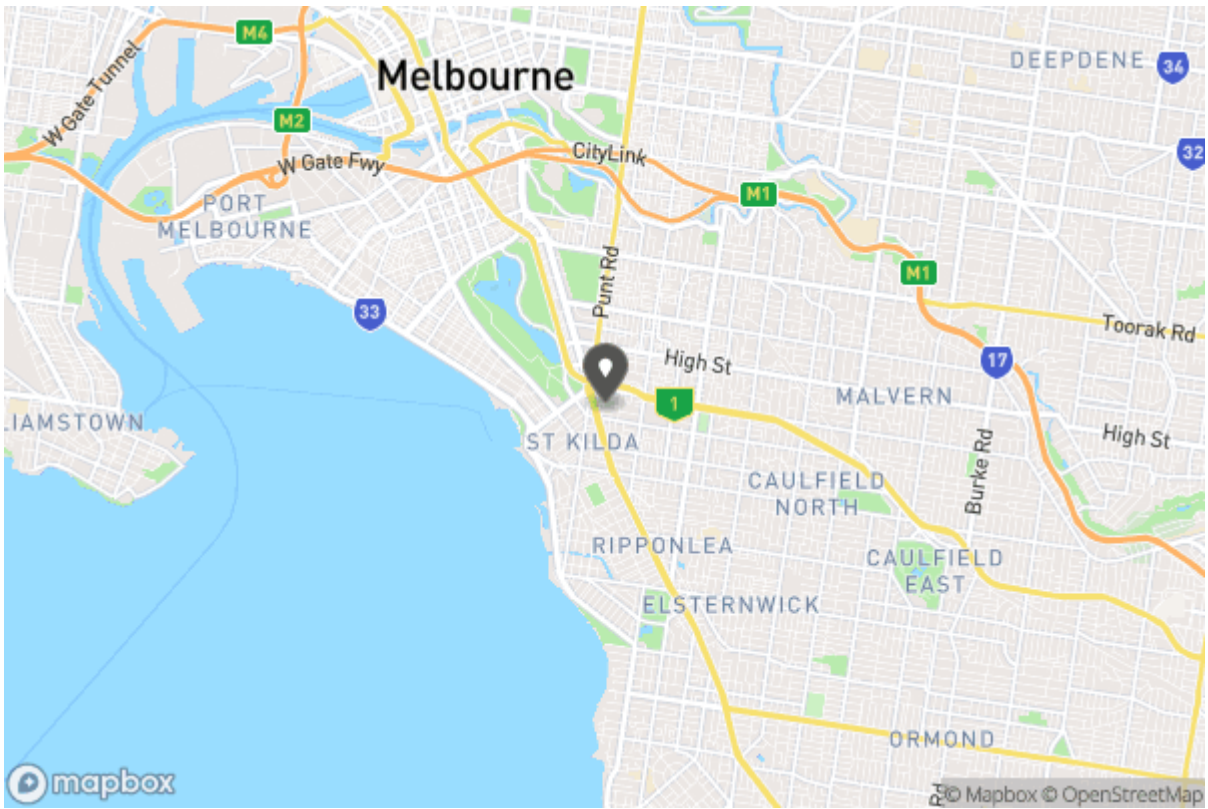 M4
DEEPDENE
34
Melbourne
W Gate Tunnel
M2
CityLink
32
W Gate Fwy
M1
PORT
MELBOURNE
Punt Rd
M1
33
Toorak Rd
High St
17
1
MALVERN
LIAMSTOWN
ST KILDA
High St
Burke Rd
CAULFIELD
NORTH
RIPPONLEA
CAULFIELD
EAST
ELSTERNWICK
ORMOND
Rd
mapbox
© Mapbox © OpenStreetMap